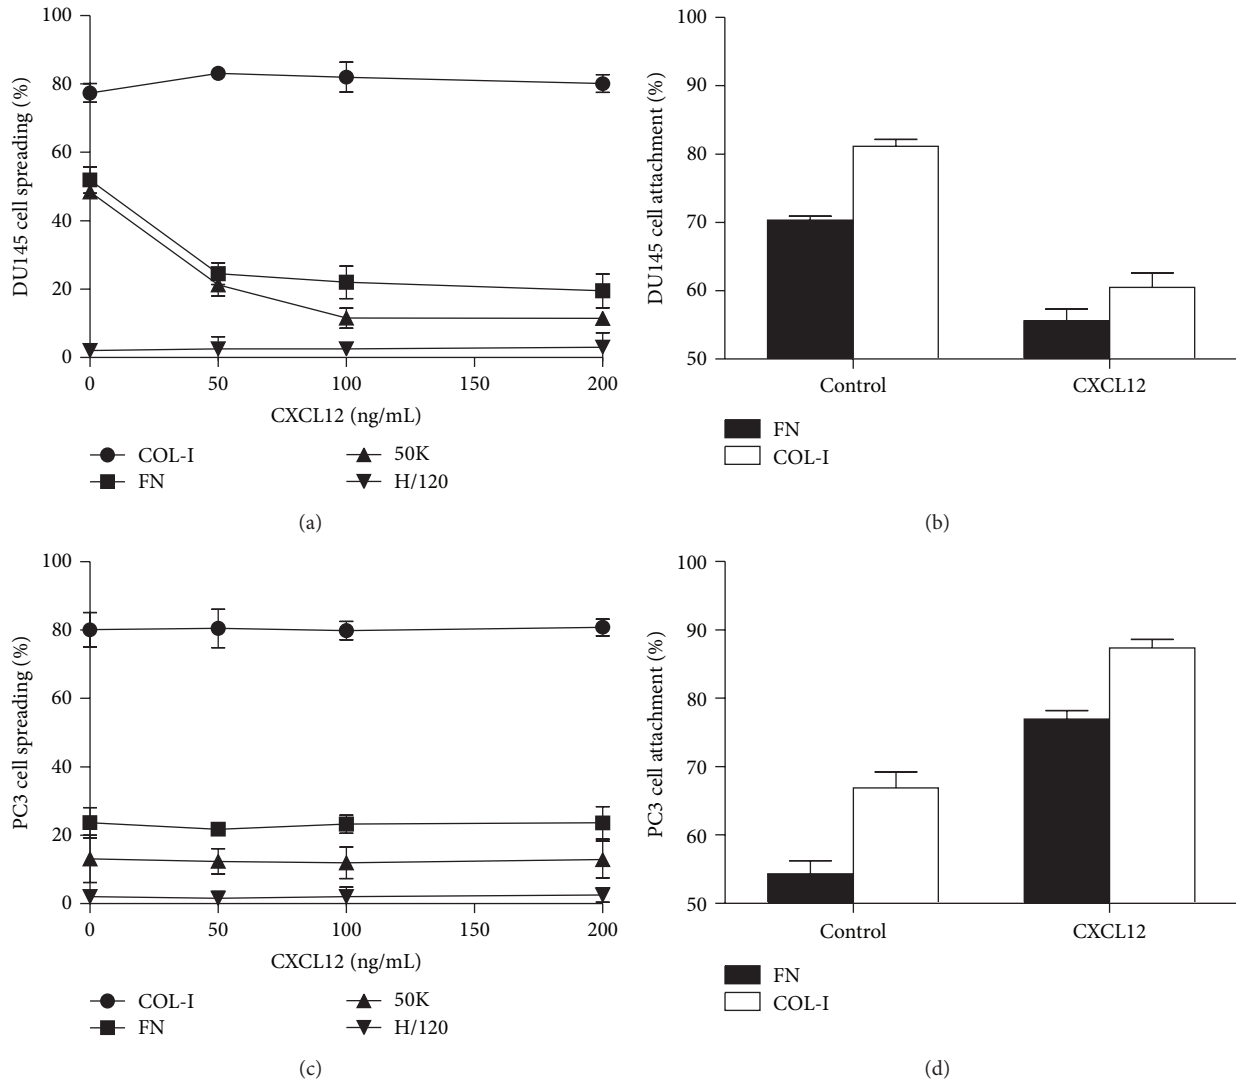 100
80
60
40
20
0
DU145 cell spreading (%)
0 50 100 150 200
CXCL12 (ng/mL)
COL-I 50K
FN H/120
(a)
100
90
80
70
60
50
DU145 cell attachment (%)
Control CXCL12
FN
COL-I
(b)
100
80
60
40
20
0
PC3 cell spreading (%)
0 50 100 150 200
CXCL12 (ng/mL)
COL-I 50K
FN H/120
(c)
100
90
80
70
60
50
PC3 cell attachment (%)
Control CXCL12
FN
COL-I
(d)